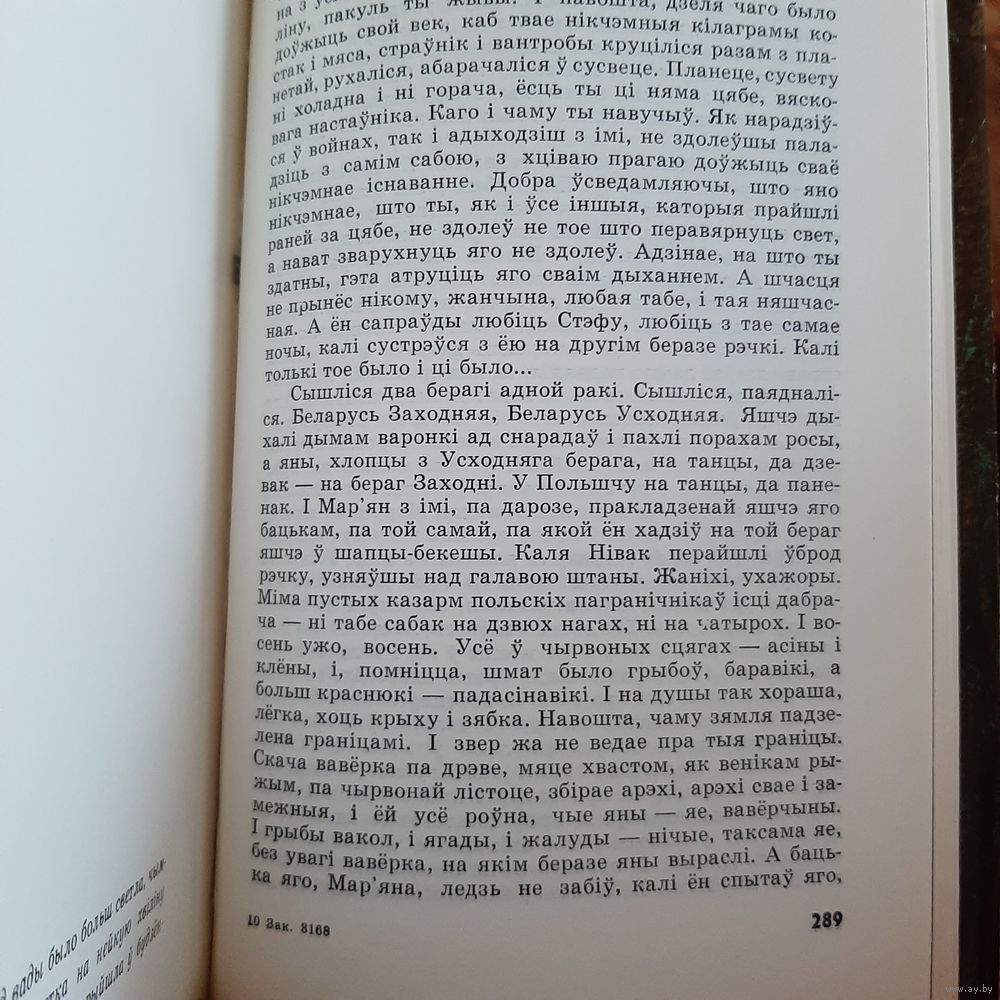 ліну, пакуль ты жывы. І навошта, дзеля чаго было
доўжыць свой век, каб твае нікчэмныя кілаграмы ко-
стак і мяса, страўнік і вантробы круціліся разам з пла-
нетай, рухаліся, абарачаліся ў сусвеце. Планеце, сусвету
ні холадна і ні горача, ёсць ты ці няма цябе, вяско-
вага настаўніка. Каго і чаму ты навучыў. Як нарадзіў-
ся ў войнах, так і адыходзіш з імі, не здолеўшы пала-
дзіць з самім сабою, з хціваю прагаю доўжыць сваё
нікчэмнае існаванне. Добра ўсведамляючы, што яно
нікчэмнае, што ты, як і ўсе іншыя, каторыя прайшлі
раней за цябе, не здолеў не тое што перавярнуць свет,
а нават зварухнуць яго не здолеў. Адзінае, на што ты
здатны, гэта атруціць яго сваім дыханнем. А шчасця
не прынёс нікому, жанчына, любая табе, і тая няшчас-
ная. А ён сапраўды любіць Стэфу, любіць з тае самае
ночы, калі сустрэўся з ёю на другім беразе рэчкі. Калі
толькі тое было і ці было...
Сышліся два берагі адной ракі. Сышліся, паядналі-
ся. Беларусь Заходняя, Беларусь Усходняя. Яшчэ ды-
халі дымам варонкі ад снарадаў і пахлі порахам росы,
а яны, хлопцы з Усходняга берага, на танцы, да дзе-
вак — на бераг Заходні. У Польшчу на танцы, да пане-
нак. І Мар’ян з імі, па дарозе, пракладзенай яшчэ яго
бацькам, па той самай, па якой ён хадзіў на той бераг
яшчэ ў шапцы-бекешы. Каля Нівак перайшлі ўброд
рэчку, узняўшы над галавою штаны. Жаніхі, ухажоры.
Міма пустых казарм польскіх пагранічнікаў ісці дабра-
ча — ні табе сабак на дзвюх нагах, ні на чатырох. І во-
сень ужо, восень. Усё ў чырвоных сцягах — асіны і
клёны, і, помніцца, шмат было грыбоў, баравікі, а
больш краснюкі — падасінавікі. І на душы так хораша,
лёгка, хоць крыху і зябка. Навошта, чаму зямля падзе-
лена граніцамі. І звер жа не ведае пра тыя граніцы.
Скача вавёрка па дрэве, мяце хвастом, як венікам ры-
жым, па чырвонай лістоце, збірае арэхі, арэхі свае і за-
межныя, і ёй усё роўна, чые яны — яе, вавёрчыны.
І грыбы вакол, і ягады, і жалуды — нічые, таксама яе,
без увагі вавёрка, на якім беразе яны выраслі. А баць-
ка яго, Мар’яна, ледзь не забіў, калі ён спытаў яго,
10 Зак. 3168
289
вады было больш светла, чым-
на нейкую хвіліну
ў будзён-
www.ay.by